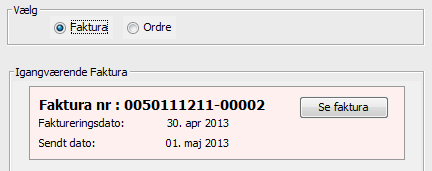 Vælg
Faktura Ordre
Igangværende Faktura
Faktura nr : 0050111211-00002 Se faktura
Faktureringsdato: 30. apr 2013
Sendt dato: 01. maj 2013